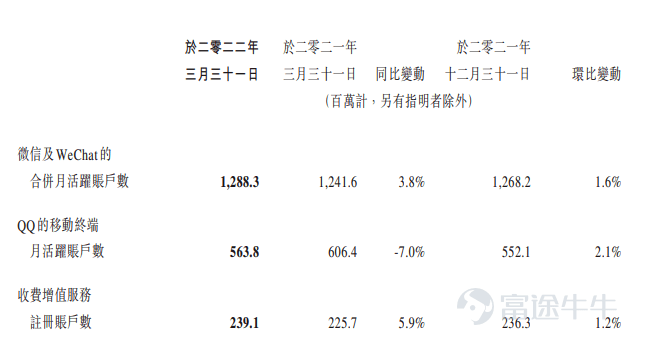 於二零二二年 於二零二一年 於二零二一年
三月三十一日 三月三十一日 同比變動 十二月三十一日 環比變動
(百萬計,另有指明者除外)
微信及WeChat的
合併月活躍賬戶數 1,288.3 1,241.6 3.8% 1,268.2 1.6%
QQ的移動終端
月活躍賬戶數 563.8 606.4 -7.0% 552.1 2.1%
收費增值服務
註冊賬戶數 239.1 225.7 5.9% 236.3 1.2%
富途牛牛